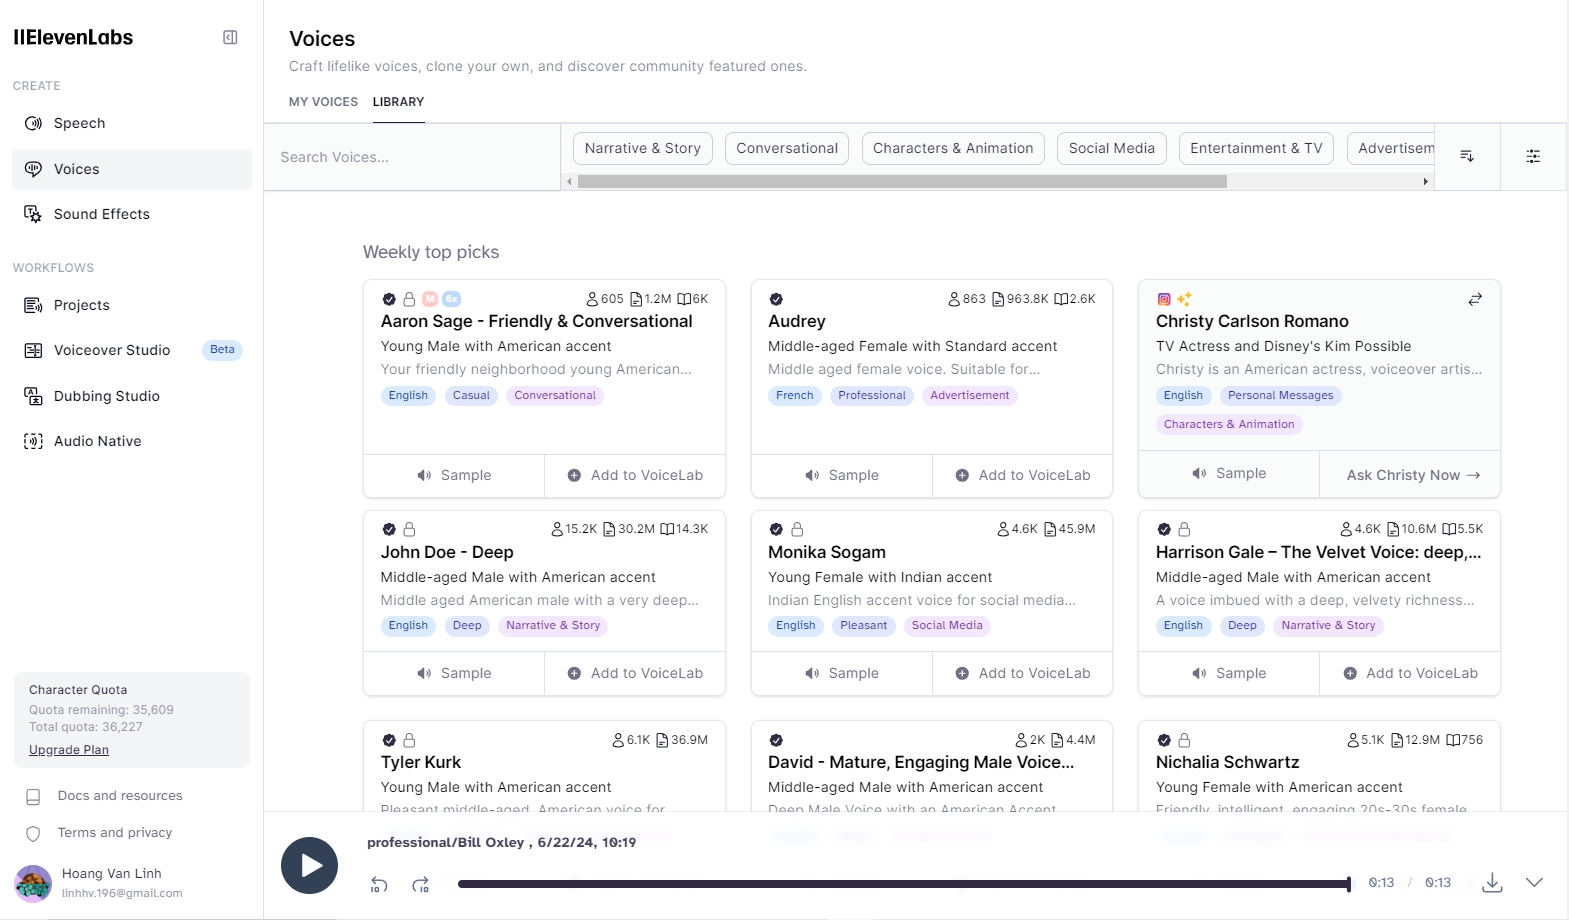 IIElevenLabs
CREATE
Speech
Voices
Sound Effects
WORKFLOWS
Projects
Voiceover Studio Beta
Dubbing Studio
Audio Native
Character Quota
Quota remaining: 35,609
Total quota: 36,227
Upgrade Plan
Docs and resources
Terms and privacy
Hoang Van Linh
linhhv.196@gmail.com
Voices
Craft lifelike voices, clone your own, and discover community featured ones.
MY VOICES LIBRARY
Search Voices...
Narrative & Story Conversational Characters & Animation Social Media Entertainment & TV Advertisem
Weekly top picks
M 6x 605 1.2M 6K
Aaron Sage - Friendly & Conversational
Young Male with American accent
Your friendly neighborhood young American...
English Casual Conversational
Sample Add to VoiceLab
863 963.8K 2.6K
Audrey
Middle-aged Female with Standard accent
Middle aged female voice. Suitable for...
French Professional Advertisement
Sample Add to VoiceLab
Christy Carlson Romano
TV Actress and Disney's Kim Possible
Christy is an American actress, voiceover artis...
English Personal Messages
Characters & Animation
Sample Ask Christy Now →
15.2K 30.2M 14.3K
John Doe - Deep
Middle-aged Male with American accent
Middle aged American male with a very deep...
English Deep Narrative & Story
Sample Add to VoiceLab
4.6K 45.9M
Monika Sogam
Young Female with Indian accent
Indian English accent voice for social media...
English Pleasant Social Media
Sample Add to VoiceLab
4.6K 10.6M 5.5K
Harrison Gale – The Velvet Voice: deep,...
Middle-aged Male with American accent
A voice imbued with a deep, velvety richness...
English Deep Narrative & Story
Sample Add to VoiceLab
6.1K 36.9M
Tyler Kurk
Young Male with American accent
Pleasant middle-aged, American voice for
2K 4.4M
David - Mature, Engaging Male Voice...
Middle-aged Male with American accent
Deep Male Voice with an American Accent
5.1K 12.9M 756
Nichalia Schwartz
Young Female with American accent
Friendly, intelligent, engaging 20s-30s female
professional/Bill Oxley , 6/22/24, 10:19
10 10 0:13 / 0:13